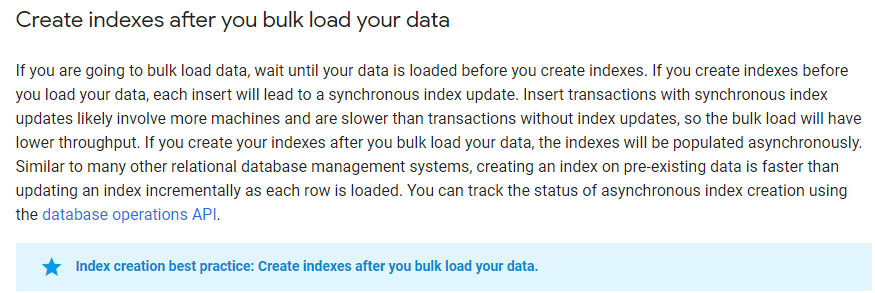 Create indexes after you bulk load your data
If you are going to bulk load data, wait until your data is loaded before you create indexes. If you create indexes before
you load your data, each insert will lead to a synchronous index update. Insert transactions with synchronous index
updates likely involve more machines and are slower than transactions without index updates, so the bulk load will have
lower throughput. If you create your indexes after you bulk load your data, the indexes will be populated asynchronously.
Similar to many other relational database management systems, creating an index on pre-existing data is faster than
updating an index incrementally as each row is loaded. You can track the status of asynchronous index creation using
the database operations API.
Index creation best practice: Create indexes after you bulk load your data.